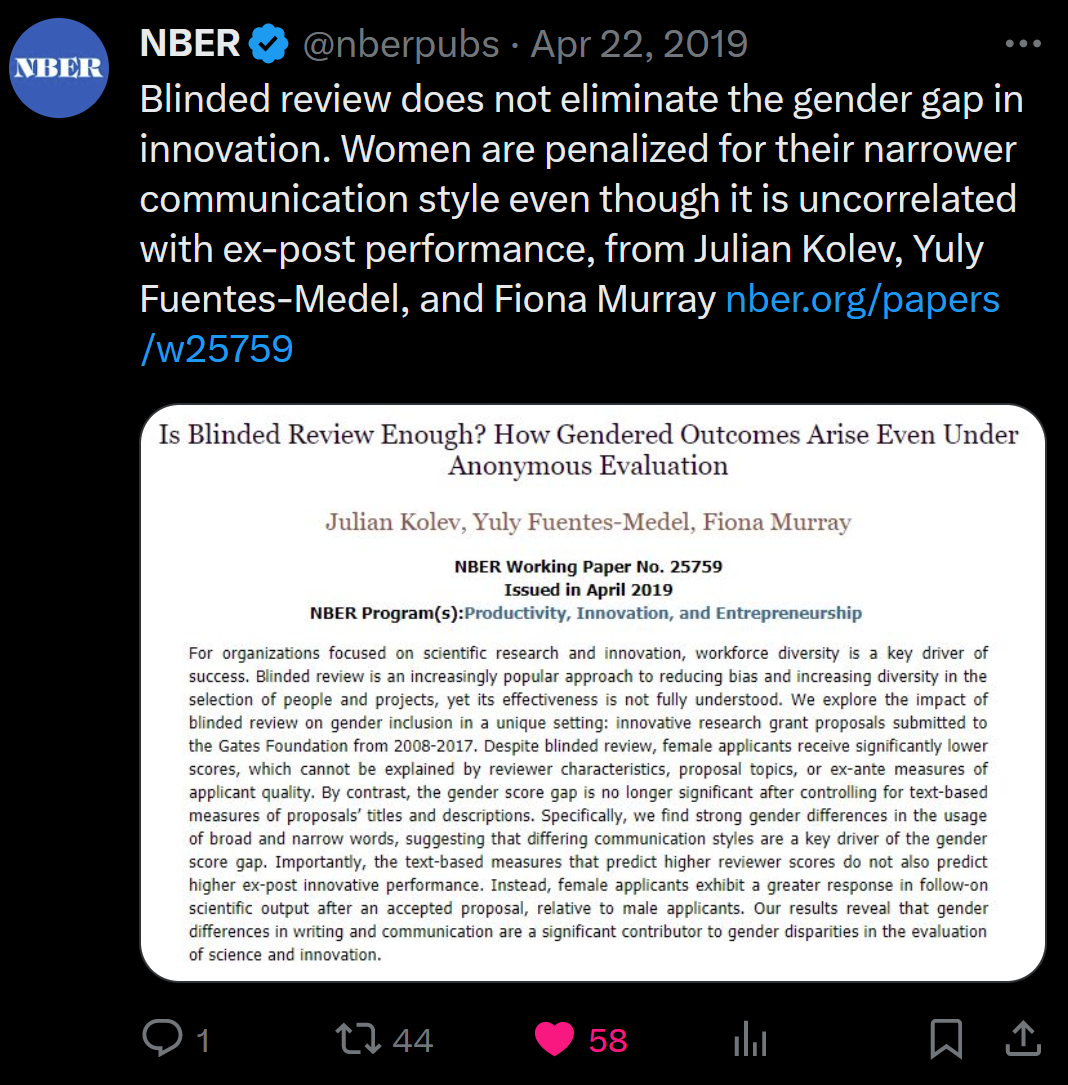 NBER
NBER @nberpubs · Apr 22, 2019
Blinded review does not eliminate the gender gap in
innovation. Women are penalized for their narrower
communication style even though it is uncorrelated
with ex-post performance, from Julian Kolev, Yuly
Fuentes-Medel, and Fiona Murray nber.org/papers
/w25759
Is Blinded Review Enough? How Gendered Outcomes Arise Even Under
Anonymous Evaluation
Julian Kolev, Yuly Fuentes-Medel, Fiona Murray
NBER Working Paper No. 25759
Issued in April 2019
NBER Program(s):Productivity, Innovation, and Entrepreneurship
For organizations focused on scientific research and innovation, workforce diversity is a key driver of
success. Blinded review is an increasingly popular approach to reducing bias and increasing diversity in the
selection of people and projects, yet its effectiveness is not fully understood. We explore the impact of
blinded review on gender inclusion in a unique setting: innovative research grant proposals submitted to
the Gates Foundation from 2008-2017. Despite blinded review, female applicants receive significantly lower
scores, which cannot be explained by reviewer characteristics, proposal topics, or ex-ante measures of
applicant quality. By contrast, the gender score gap is no longer significant after controlling for text-based
measures of proposals' titles and descriptions. Specifically, we find strong gender differences in the usage
of broad and narrow words, suggesting that differing communication styles are a key driver of the gender
score gap. Importantly, the text-based measures that predict higher reviewer scores do not also predict
higher ex-post innovative performance. Instead, female applicants exhibit a greater response in follow-on
scientific output after an accepted proposal, relative to male applicants. Our results reveal that gender
differences in writing and communication are a significant contributor to gender disparities in the evaluation
of science and innovation.
1 44 58